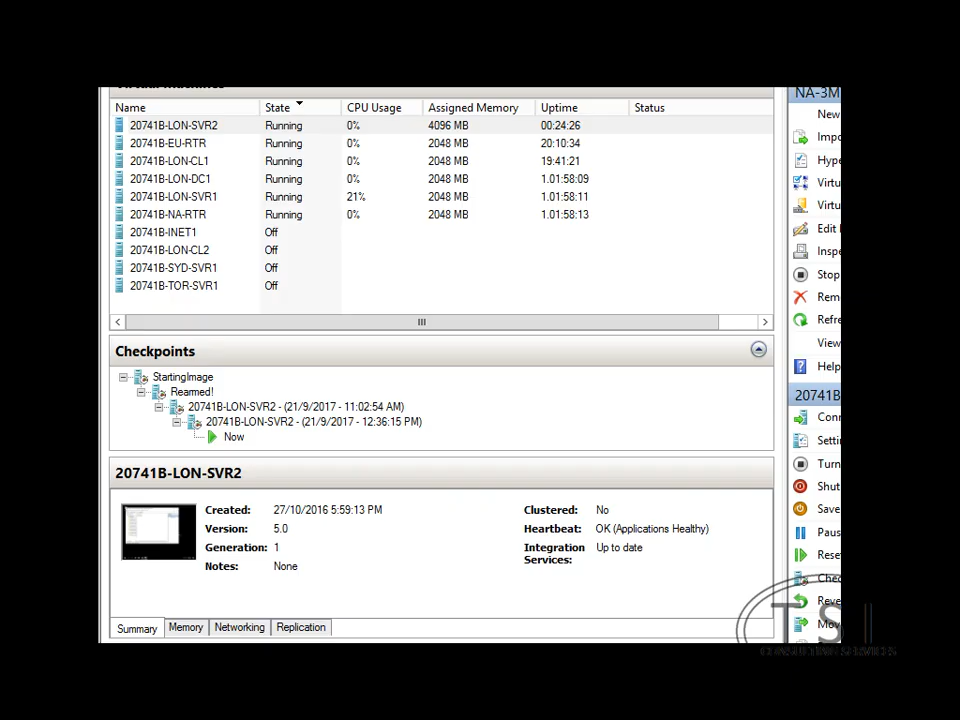 NA-3M
Name State CPU Usage Assigned Memory Uptime Status
20741B-LON-SVR2 Running 0% 4096 MB 00:24:26
20741B-EU-RTR Running 0% 2048 MB 20:10:34
20741B-LON-CL1 Running 0% 2048 MB 19:41:21
20741B-LON-DC1 Running 0% 2048 MB 1.01:58:09
20741B-LON-SVR1 Running 21% 2048 MB 1.01:58:11
20741B-NA-RTR Running 0% 2048 MB 1.01:58:13
20741B-INET1 Off
20741B-LON-CL2 Off
20741B-SYD-SVR1 Off
20741B-TOR-SVR1 Off
Checkpoints
StartingImage
Rearmed!
20741B-LON-SVR2 - (21/9/2017 - 11:02:54 AM)
20741B-LON-SVR2 - (21/9/2017 - 12:36:15 PM)
Now
20741B-LON-SVR2
Created: 27/10/2016 5:59:13 PM Clustered: No
Version: 5.0 Heartbeat: OK (Applications Healthy)
Generation: 1 Integration Services: Up to date
Notes: None
Summary Memory Networking Replication
New
Impo
Hype
Virtu
Virtu
Edit
Inspe
Stop
Rem
Refre
View
Help
20741B
Conn
Setti
Turn
Shut
Save
Paus
Rese
Chec
Reve
Mov
TSI
CONSULTING SERVICES